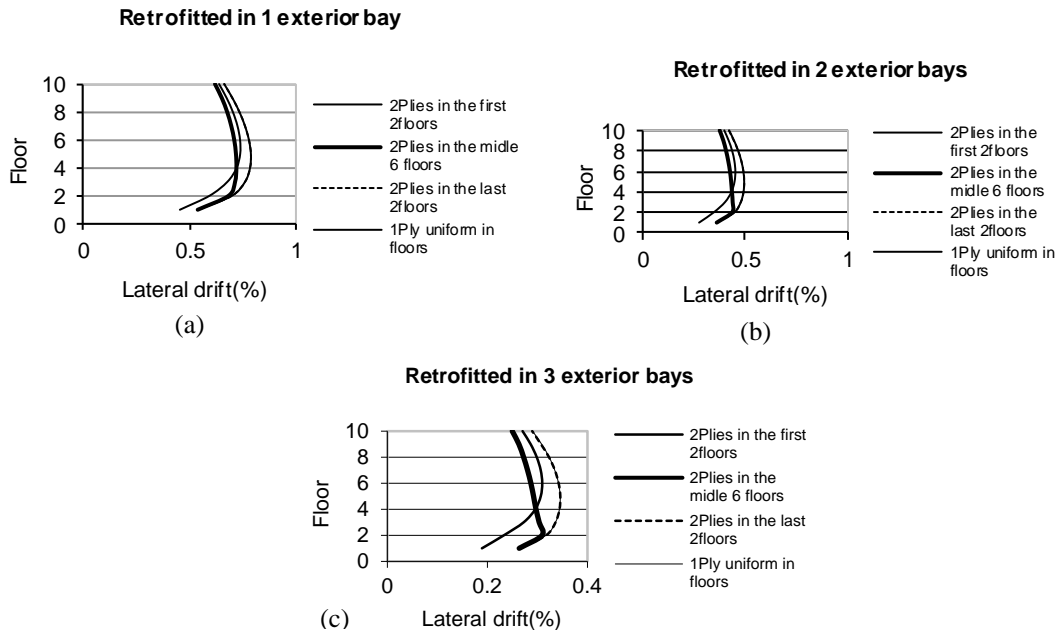 Retrofitted in 1 exterior bay
10
8
6
4
2
0
Floor
0
0.5
1
Lateral drift(%)
2Plies in the first
2floors
2Plies in the midle
6 floors
2Plies in the last
2floors
1Ply uniform in
floors
(a)
Retrofitted in 2 exterior bays
10
8
6
4
2
0
Floor
0
0.5
1
Lateral drift(%)
2Plies in the
first 2floors
2Plies in the
midle 6 floors
2Plies in the
last 2floors
1Ply uniform in
floors
(b)
Retrofitted in 3 exterior bays
10
8
6
4
2
0
Floor
0
0.2
0.4
Lateral drift(%)
2Plies in the first
2floors
2Plies in the
midle 6 floors
2Plies in the last
2floors
1Ply uniform in
floors
(c)